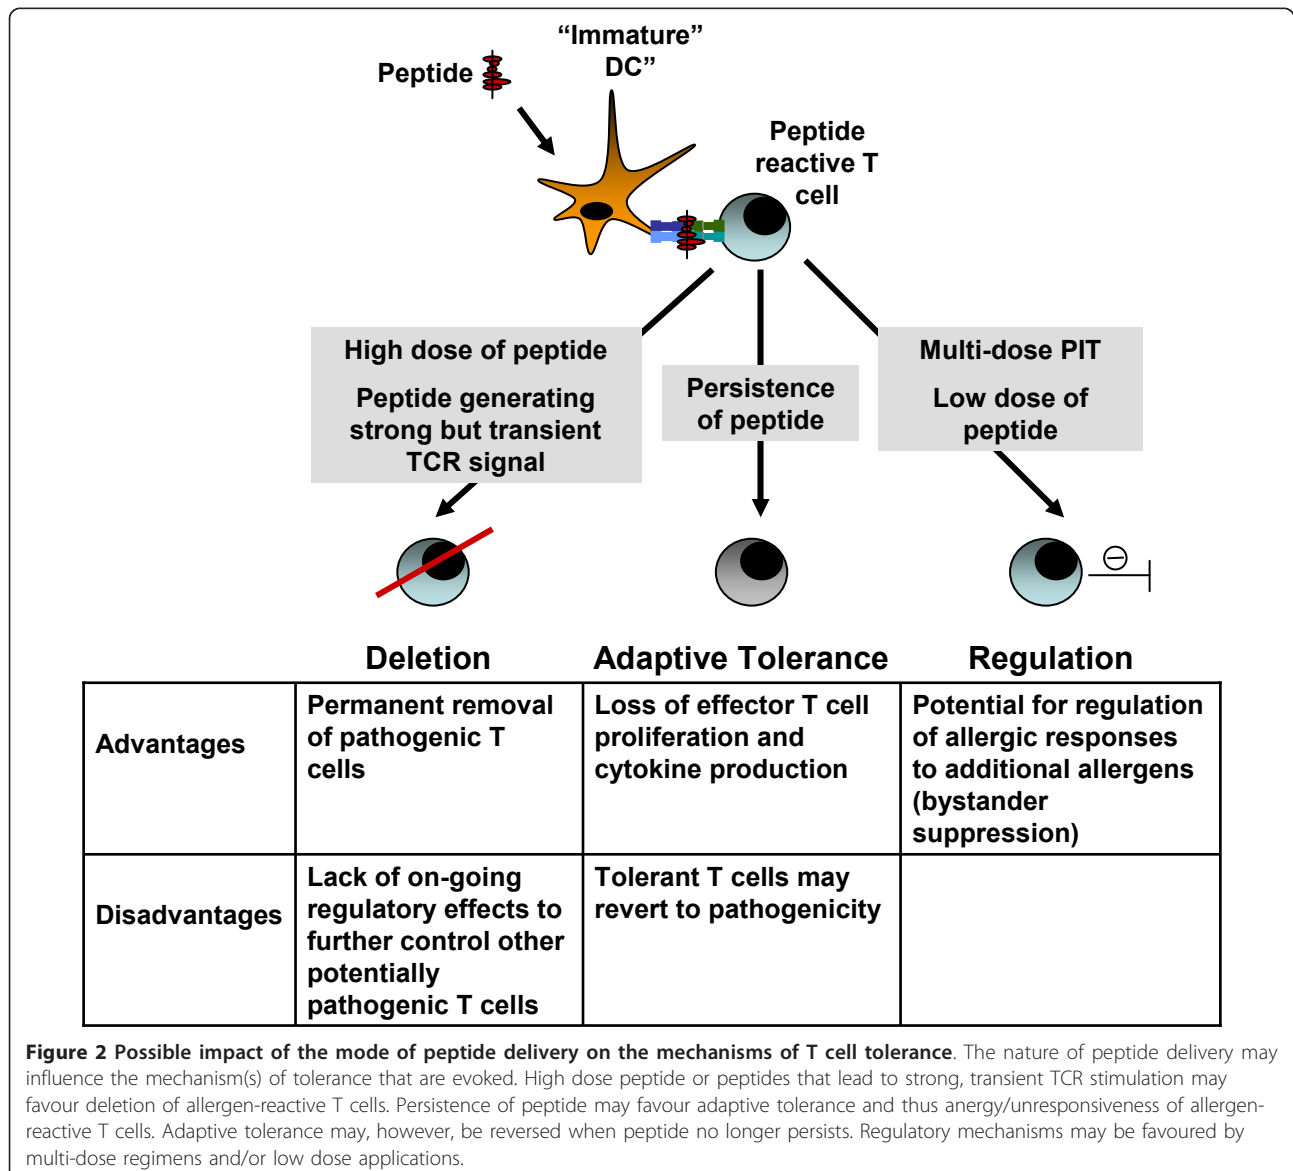 “Immature”
DC”
Peptide
Peptide
reactive T
cell
High dose of peptide
Peptide generating
strong but transient
TCR signal
Persistence
of peptide
Multi-dose PIT
Low dose of
peptide
Deletion
Adaptive Tolerance
Regulation
Advantages
Permanent removal
of pathogenic T
cells
Loss of effector T cell
proliferation and
cytokine production
Potential for regulation
of allergic responses
to additional allergens
(bystander
suppression)
Disadvantages
Lack of on-going
regulatory effects to
further control other
potentially
pathogenic T cells
Tolerant T cells may
revert to pathogenicity
Figure 2 Possible impact of the mode of peptide delivery on the mechanisms of T cell tolerance. The nature of peptide delivery may
influence the mechanism(s) of tolerance that are evoked. High dose peptide or peptides that lead to strong, transient TCR stimulation may
favour deletion of allergen-reactive T cells. Persistence of peptide may favour adaptive tolerance and thus anergy/unresponsiveness of allergen-
reactive T cells. Adaptive tolerance may, however, be reversed when peptide no longer persists. Regulatory mechanisms may be favoured by
multi-dose regimens and/or low dose applications.